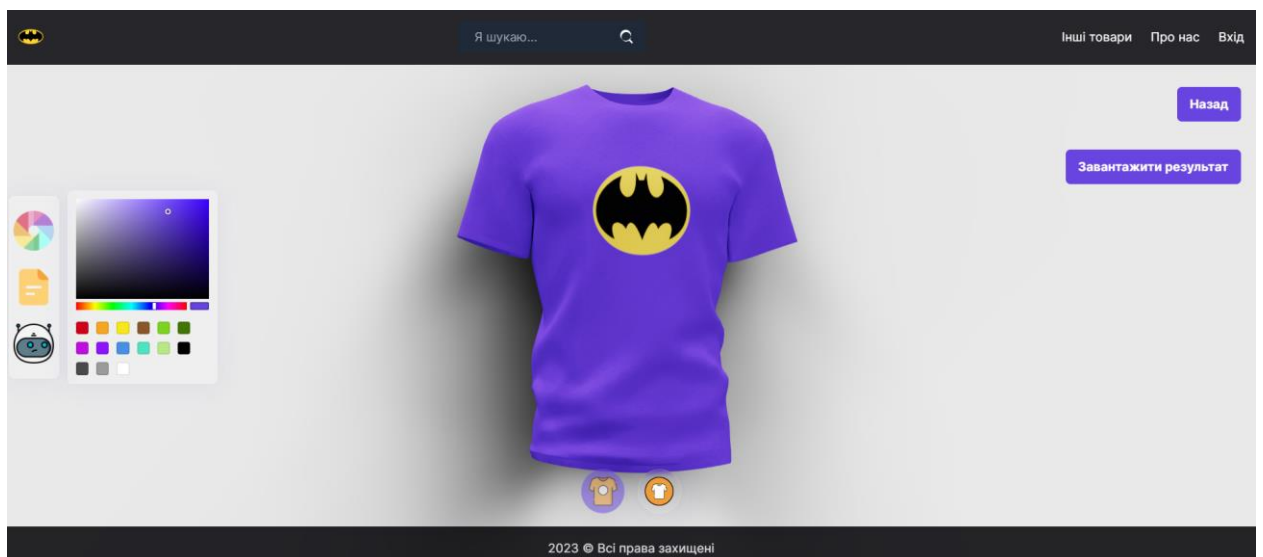 Я шукаю...
Інші товари Про нас Вхід
Назад
Завантажити результат
2023 © Всі права захищені